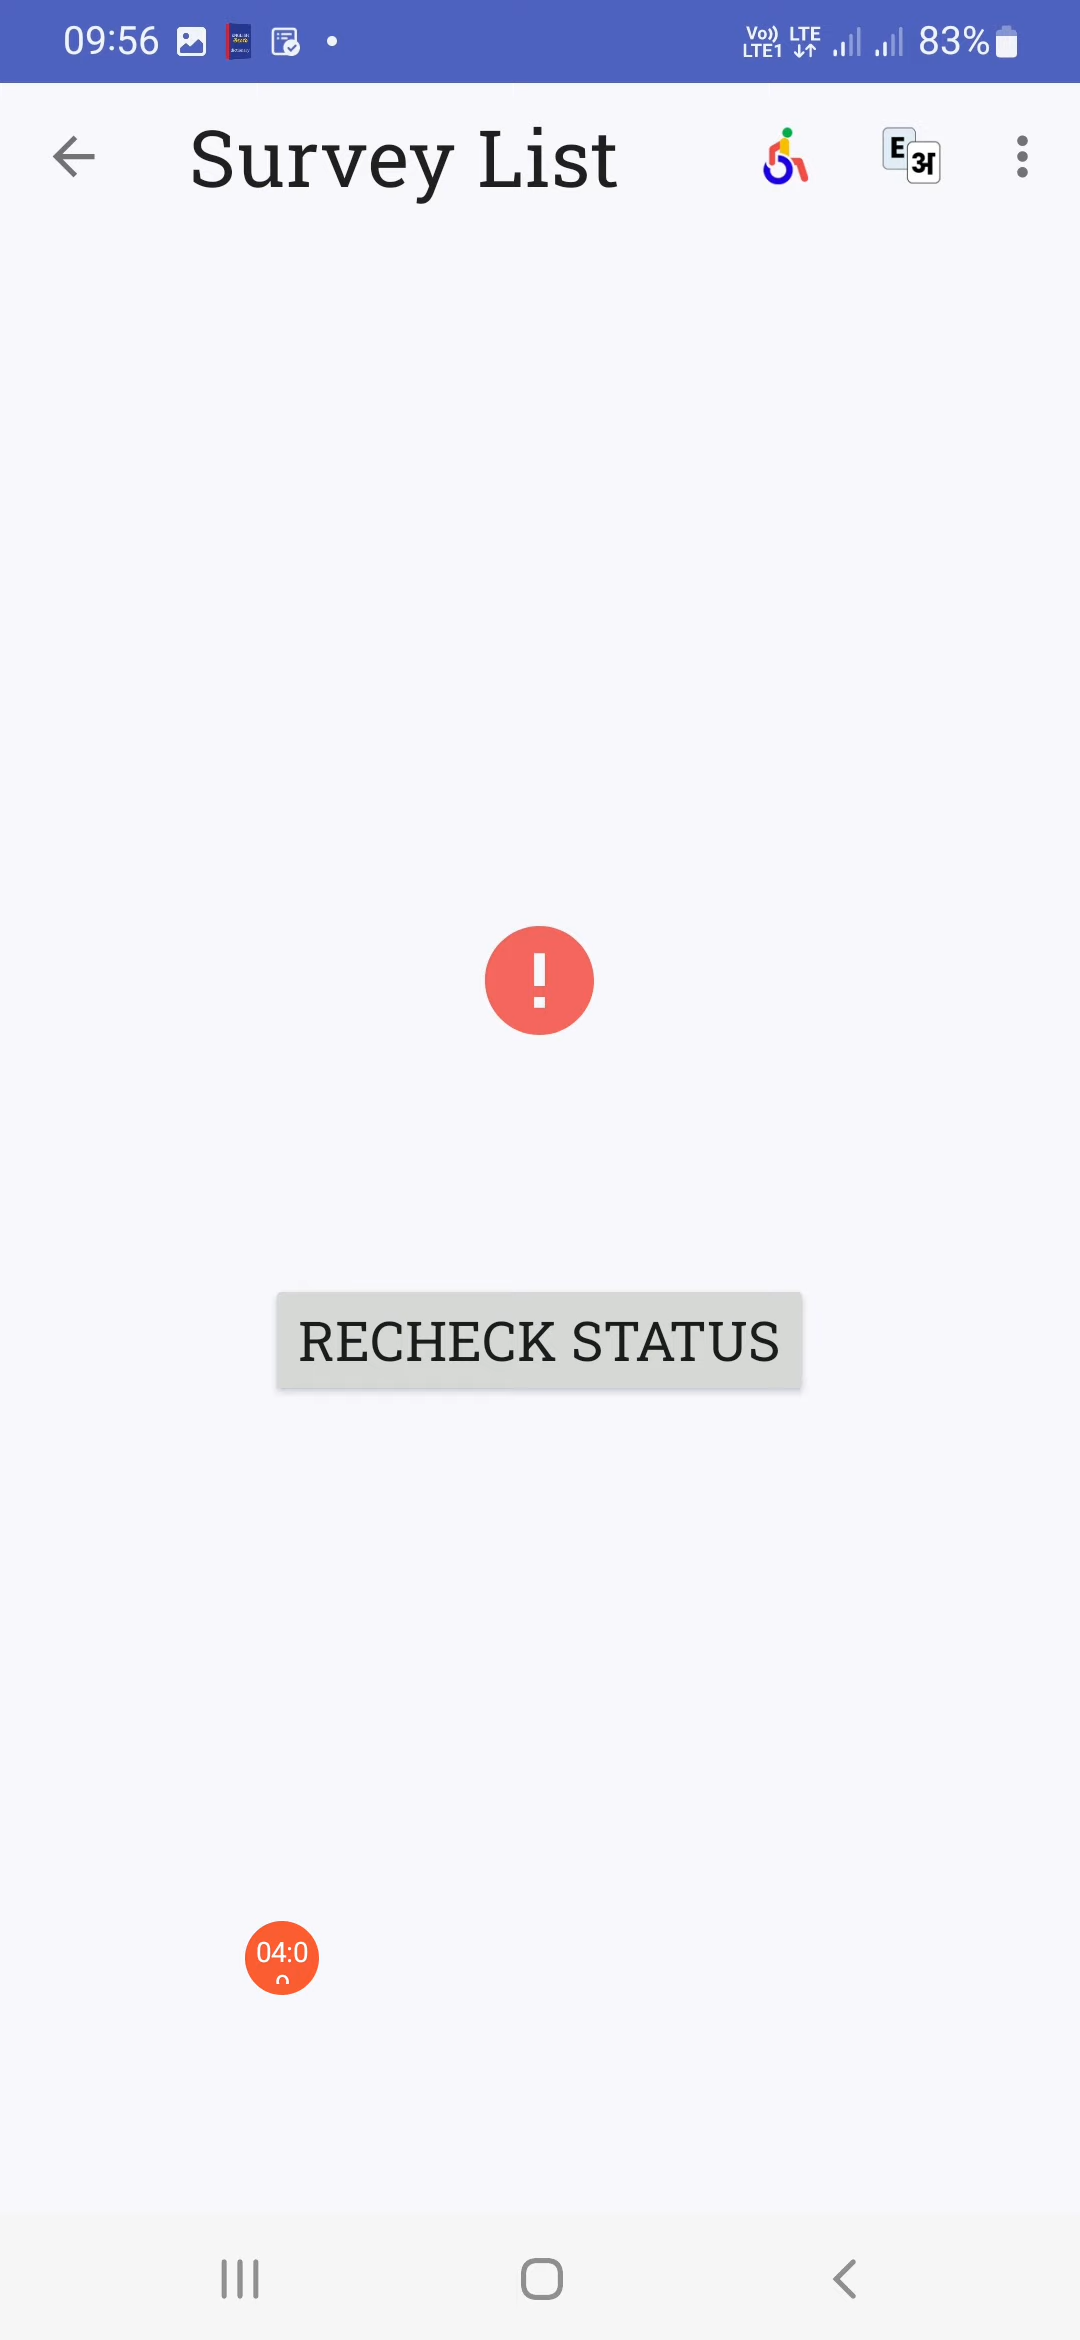 09:56
Vo)) LTE
LTE1
83%
Survey List
E
अ
!
RECHECK STATUS
04:0